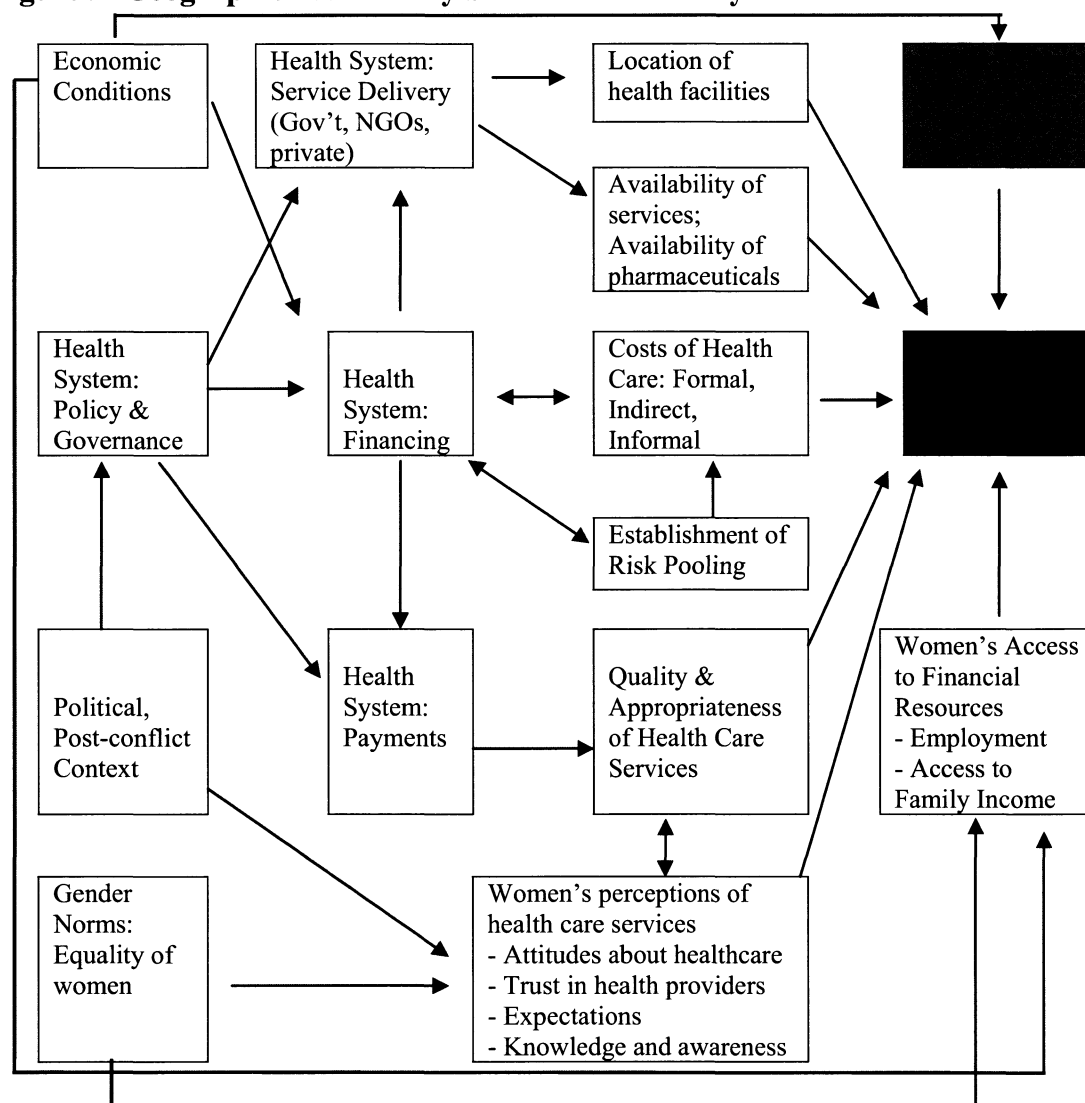 Economic
Conditions
Health System:
Service Delivery
(Gov't, NGOs,
private)
Location of
health facilities
Availability of
services;
Availability of
pharmaceuticals
Health
System:
Policy &
Governance
Health
System:
Financing
Costs of Health
Care: Formal,
Indirect,
Informal
Establishment of
Risk Pooling
Political,
Post-conflict
Context
Health
System:
Payments
Quality &
Appropriateness
of Health Care
Services
Women's Access
to Financial
Resources
- Employment
- Access to
Family Income
Gender
Norms:
Equality of
women
Women's perceptions of
health care services
- Attitudes about healthcare
- Trust in health providers
- Expectations
- Knowledge and awareness